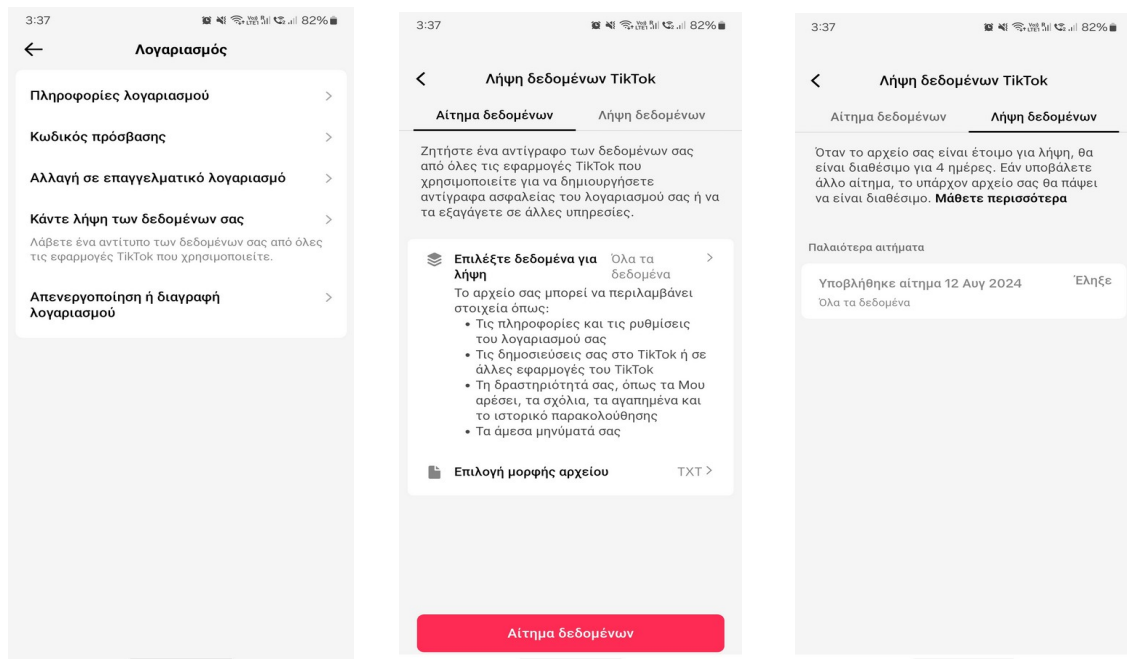 3:37
82%
Λογαριασμός
Πληροφορίες λογαριασμού
Κωδικός πρόσβασης
Αλλαγή σε επαγγελματικό λογαριασμό
Κάντε λήψη των δεδομένων σας
Λάβετε ένα αντίτυπο των δεδομένων σας από όλες
τις εφαρμογές TikTok που χρησιμοποιείτε.
Απενεργοποίηση ή διαγραφή
λογαριασμού
3:37
82%
Λήψη δεδομένων TikTok
Αίτημα δεδομένων Λήψη δεδομένων
Ζητήστε ένα αντίγραφο των δεδομένων σας
από όλες τις εφαρμογές TikTok που
χρησιμοποιείτε για να δημιουργήσετε
αντίγραφα ασφαλείας του λογαριασμού σας ή να
τα εξαγάγετε σε άλλες υπηρεσίες.
Επιλέξτε δεδομένα για Όλα τα
λήψη δεδομένα
Το αρχείο σας μπορεί να περιλαμβάνει
στοιχεία όπως:
• Τις πληροφορίες και τις ρυθμίσεις
του λογαριασμού σας
• Τις δημοσιεύσεις σας στο TikTok ή σε
άλλες εφαρμογές του TikTok
• Τη δραστηριότητά σας, όπως τα Μου
αρέσει, τα σχόλια, τα αγαπημένα και
το ιστορικό παρακολούθησης
• Τα άμεσα μηνύματά σας
Επιλογή μορφής αρχείου TXT
Αίτημα δεδομένων
3:37
82%
Λήψη δεδομένων TikTok
Αίτημα δεδομένων Λήψη δεδομένων
Όταν το αρχείο σας είναι έτοιμο για λήψη, θα
είναι διαθέσιμο για 4 ημέρες. Εάν υποβάλετε
άλλο αίτημα, το υπάρχον αρχείο σας θα πάψει
να είναι διαθέσιμο. Μάθετε περισσότερα
Παλαιότερα αιτήματα
Υποβλήθηκε αίτημα 12 Αυγ 2024 Έληξε
Όλα τα δεδομένα